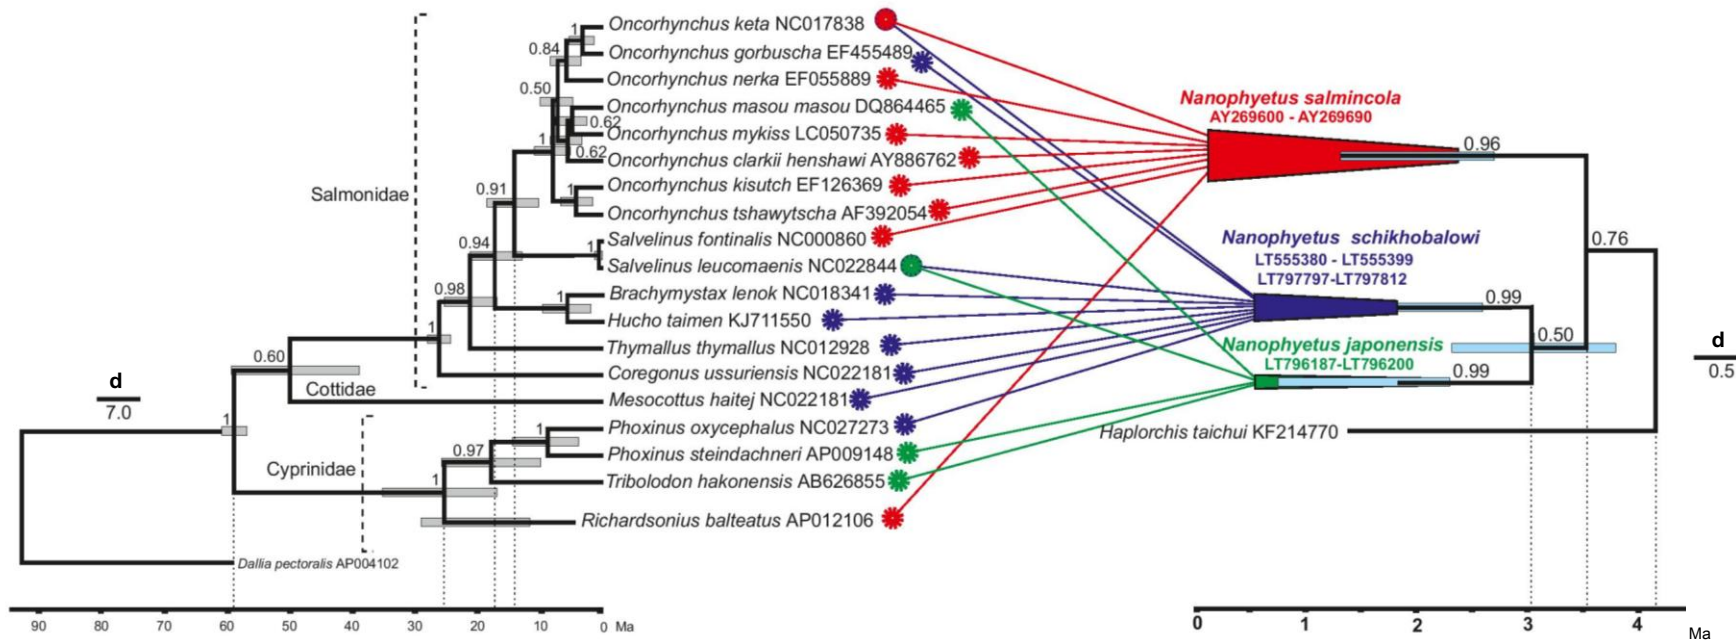 Oncorhynchus keta NC017838
Oncorhynchus gorbuscha EF455489
Oncorhynchus nerka EF055889
Oncorhynchus masou masou DQ864465
Oncorhynchus mykiss LC050735
Oncorhynchus clarkii henshawi AY886762
Oncorhynchus kisutch EF126369
Oncorhynchus tshawytscha AF392054
Salvelinus fontinalis NC000860
Salvelinus leucomaenis NC022844
Brachymystax lenok NC018341
Hucho taimen KJ711550
Thymallus thymallus NC012928
Coregonus ussuriensis NC022181
Mesocottus haitej NC022181
Phoxinus oxycephalus NC027273
Phoxinus steindachneri AP009148
Tribolodon hakonensis AB626855
Richardsonius balteatus AP012106
Dallia pectoralis AP004102
Salmonidae
Cottidae
Cyprinidae
1
0.84
0.50
0.62
1
0.62
0.91
1
0.94
1
0.98
1
1
0.60
1
1
0.97
1
d
7.0
90 80 70 60 50 40 30 20 10 0 Ma
Nanophyetus salmincola
AY269600 - AY269690
0.96
0.76
Nanophyetus schikhobalowi
LT555380 - LT555399
LT797797-LT797812
0.99
0.50
Nanophyetus japonensis
LT796187-LT796200
0.99
Haplorchis taichui KF214770
d
0.5
0 1 2 3 4 Ma